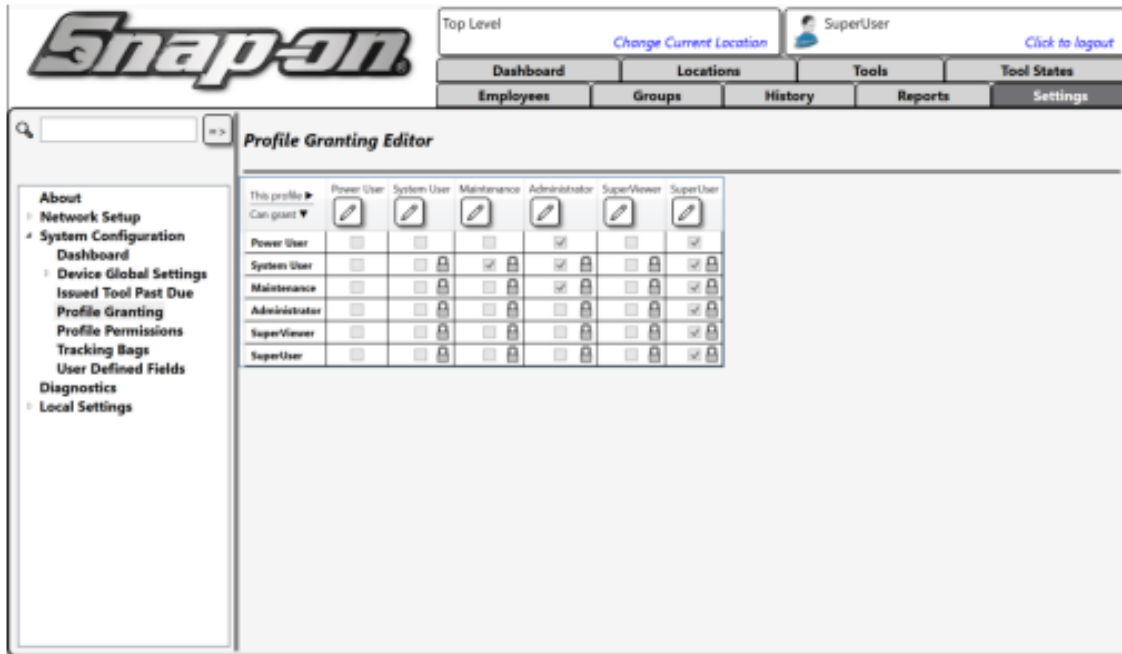 Snap-on
Top Level
Change Current Location
SuperUser
Click to logout
Dashboard Locations Tools Tool States
Employees Groups History Reports Settings
=>
Profile Granting Editor
About
Network Setup
System Configuration
Dashboard
Device Global Settings
Issued Tool Past Due
Profile Granting
Profile Permissions
Tracking Bags
User Defined Fields
Diagnostics
Local Settings
This profile ▶ Power User System User Maintenance Administrator SuperViewer SuperUser
Can grant ▼
Power User
System User
Maintenance
Administrator
SuperViewer
SuperUser